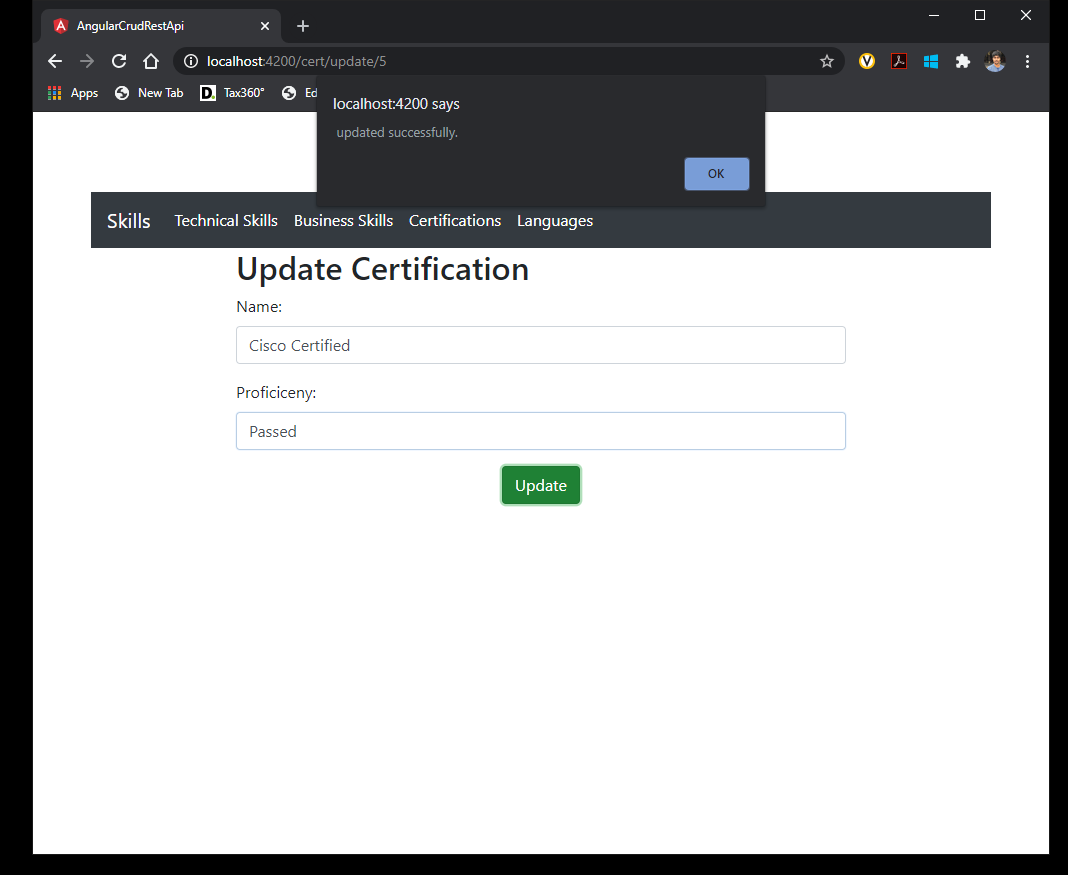 AngularCrudRestApi
localhost:4200/cert/update/5
Apps New Tab D. Tax360° Ed
localhost:4200 says
updated successfully.
OK
Skills Technical Skills Business Skills Certifications Languages
Update Certification
Name:
Cisco Certified
Proficiceny:
Passed
Update